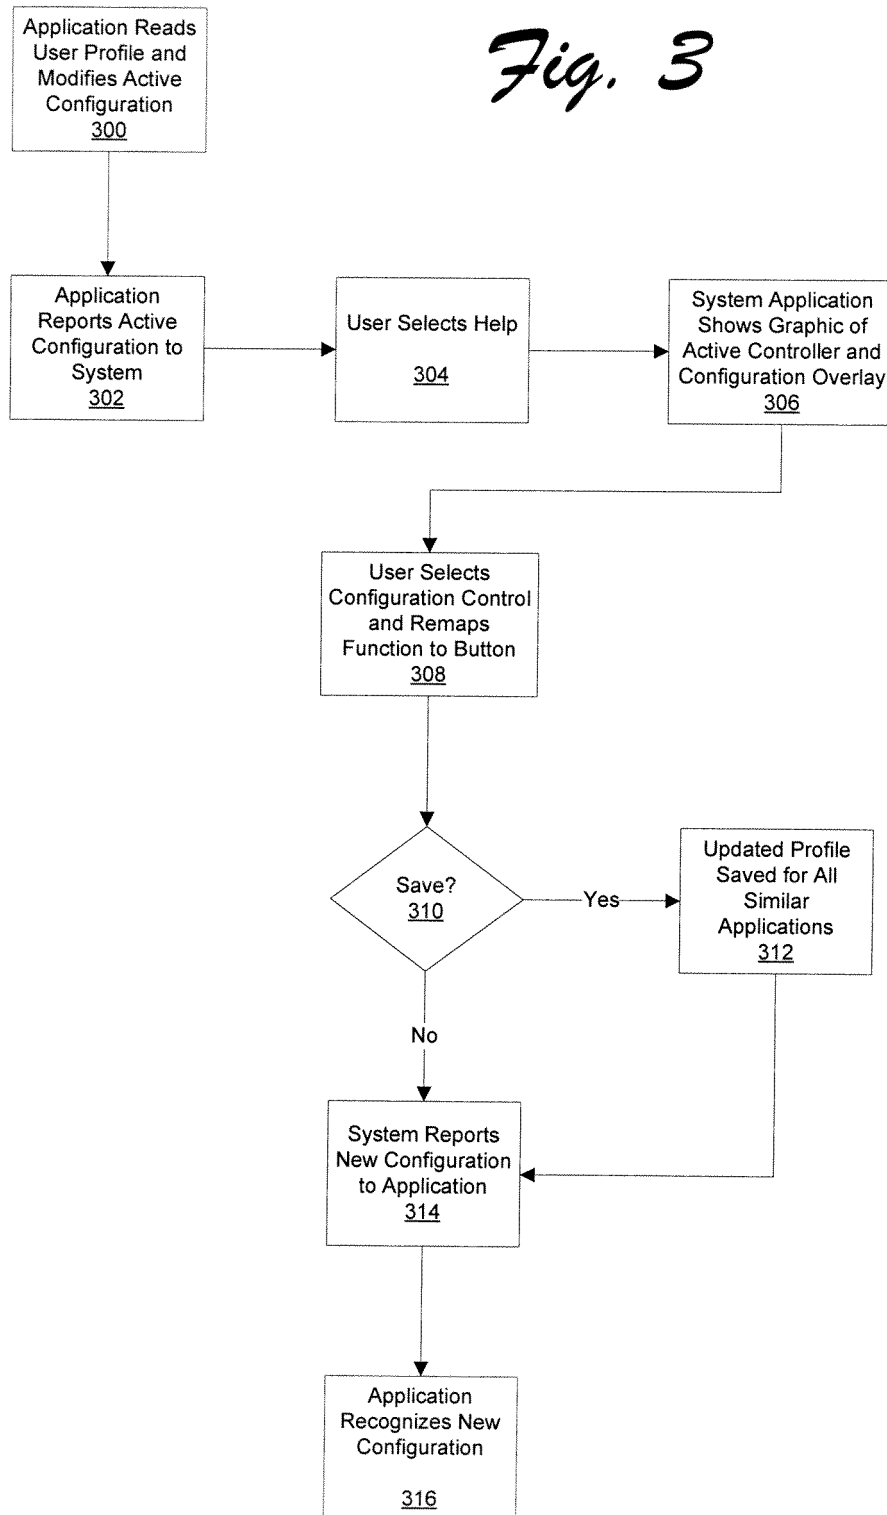 Fig. 3
Application Reads
User Profile and
Modifies Active
Configuration
300
Application
Reports Active
Configuration to
System
302
User Selects Help
304
System Application
Shows Graphic of
Active Controller and
Configuration Overlay
306
User Selects
Configuration Control
and Remaps
Function to Button
308
Save?
310
Yes
Updated Profile
Saved for All
Similar
Applications
312
No
System Reports
New Configuration
to Application
314
Application
Recognizes New
Configuration
316